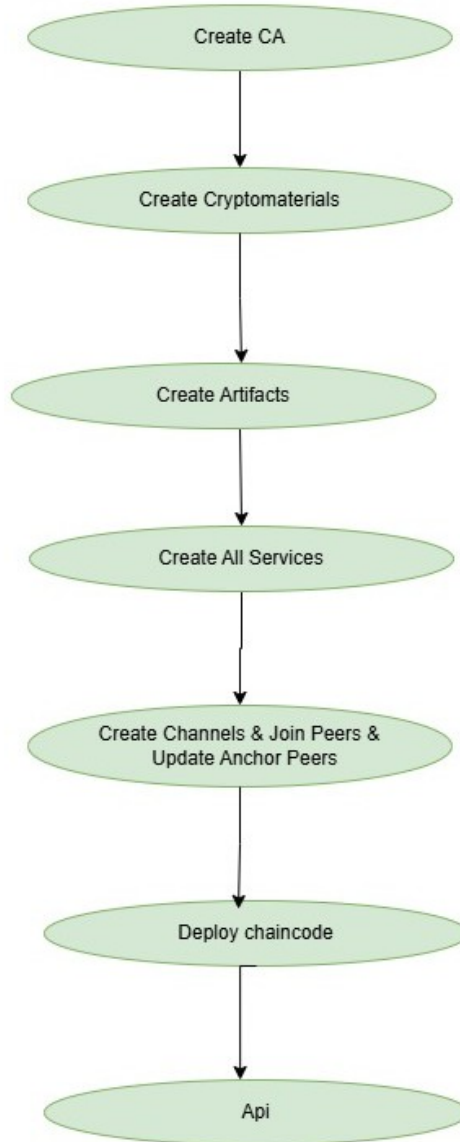 Create CA
Create Cryptomaterials
Create Artifacts
Create All Services
Create Channels & Join Peers &
Update Anchor Peers
Deploy chaincode
Api